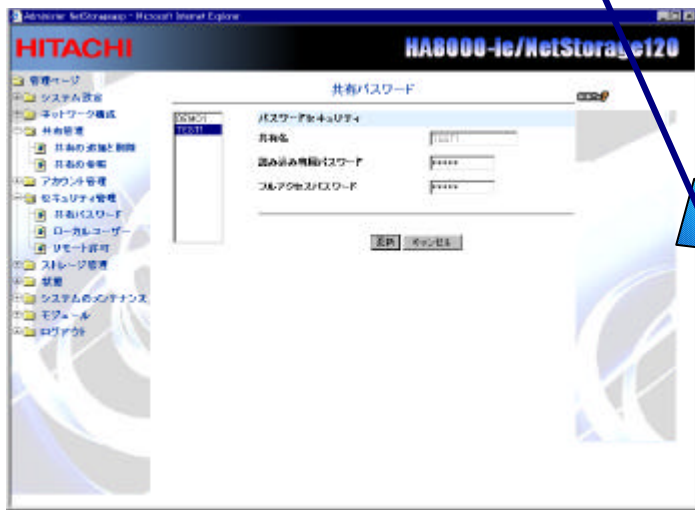 Administer NetStorageip - Microsoft Internet Explorer
HITACHI
HA8000-ie/NetStorage120
管理ページ
システム設定
ネットワーク構成
共有管理
共有の追加と削除
共有の参照
アカウント管理
セキュリティ管理
共有パスワード
ローカルユーザー
リモート許可
ストレージ管理
状態
システムのメンテナンス
モジュール
ログアウト
共有パスワード
DEMO1
TEST1
パスワードセキュリティ
共有名
TEST1
読み込み専用パスワード
*****
フルアクセスパスワード
*****
更新
キャンセル